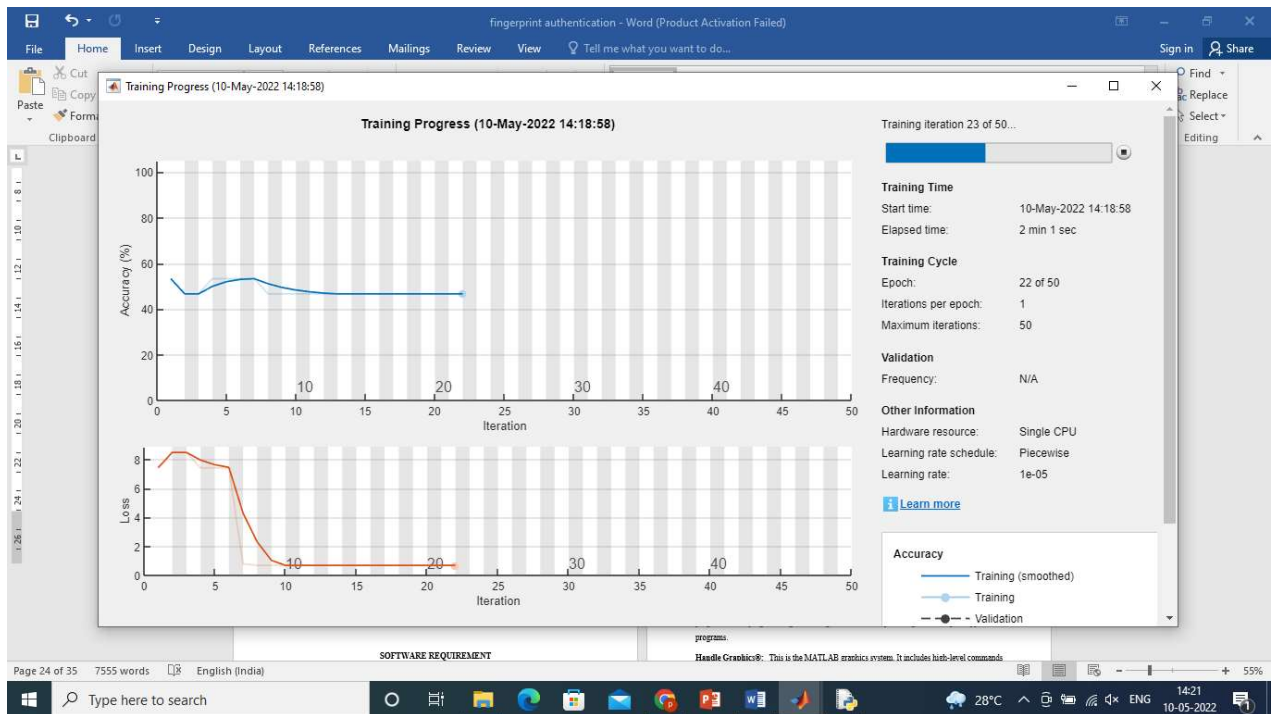 fingerprint authentication - Word (Product Activation Failed)
File Home Insert Design Layout References Mailings Review View Tell me what you want to do... Sign in Share
Cut
Copy
Paste
Forma
Clipboard
Find
Replace
Select
Editing
Training Progress (10-May-2022 14:18:58)
Training Progress (10-May-2022 14:18:58)
100
80
60
40
20
0
Accuracy (%)
10 20 30 40
0 5 10 15 20 25 30 35 40 45 50
Iteration
8
6
4
2
0
Loss
10 20 30 40
0 5 10 15 20 25 30 35 40 45 50
Iteration
Training iteration 23 of 50...
Training Time
Start time: 10-May-2022 14:18:58
Elapsed time: 2 min 1 sec
Training Cycle
Epoch: 22 of 50
Iterations per epoch: 1
Maximum iterations: 50
Validation
Frequency: N/A
Other Information
Hardware resource: Single CPU
Learning rate schedule: Piecewise
Learning rate: 1e-05
Learn more
Accuracy
Training (smoothed)
Training
Validation
programs.
SOFTWARE REQUIREMENT
Handle Graphics®: This is the MATLAB graphics system. It includes high-level commands
Page 24 of 35 7555 words English (India) 55%
Type here to search
28°C ENG
14:21
10-05-2022